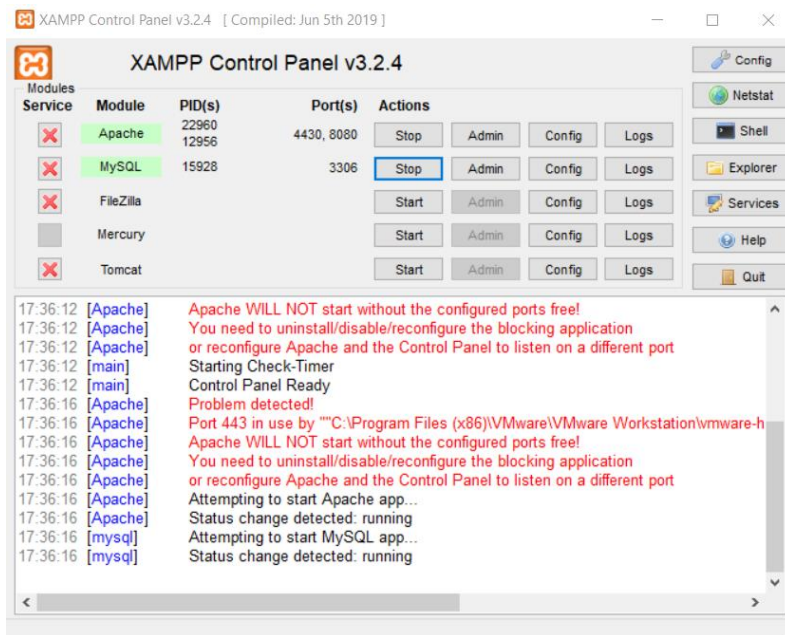 XAMPP Control Panel v3.2.4 [ Compiled: Jun 5th 2019 ]
XAMPP Control Panel v3.2.4
Config
Modules
Service Module PID(s) Port(s) Actions
Netstat
Apache 22960 12956 4430, 8080 Stop Admin Config Logs
Shell
MySQL 15928 3306 Stop Admin Config Logs
Explorer
FileZilla Start Admin Config Logs
Services
Mercury Start Admin Config Logs
Help
Tomcat Start Admin Config Logs
Quit
17:36:12 [Apache] Apache WILL NOT start without the configured ports free!
17:36:12 [Apache] You need to uninstall/disable/reconfigure the blocking application
17:36:12 [Apache] or reconfigure Apache and the Control Panel to listen on a different port
17:36:12 [main] Starting Check-Timer
17:36:12 [main] Control Panel Ready
17:36:16 [Apache] Problem detected!
17:36:16 [Apache] Port 443 in use by ""C:\Program Files (x86)\VMware\VMware Workstation\vmware-h
17:36:16 [Apache] Apache WILL NOT start without the configured ports free!
17:36:16 [Apache] You need to uninstall/disable/reconfigure the blocking application
17:36:16 [Apache] or reconfigure Apache and the Control Panel to listen on a different port
17:36:16 [Apache] Attempting to start Apache app...
17:36:16 [Apache] Status change detected: running
17:36:16 [mysql] Attempting to start MySQL app...
17:36:16 [mysql] Status change detected: running